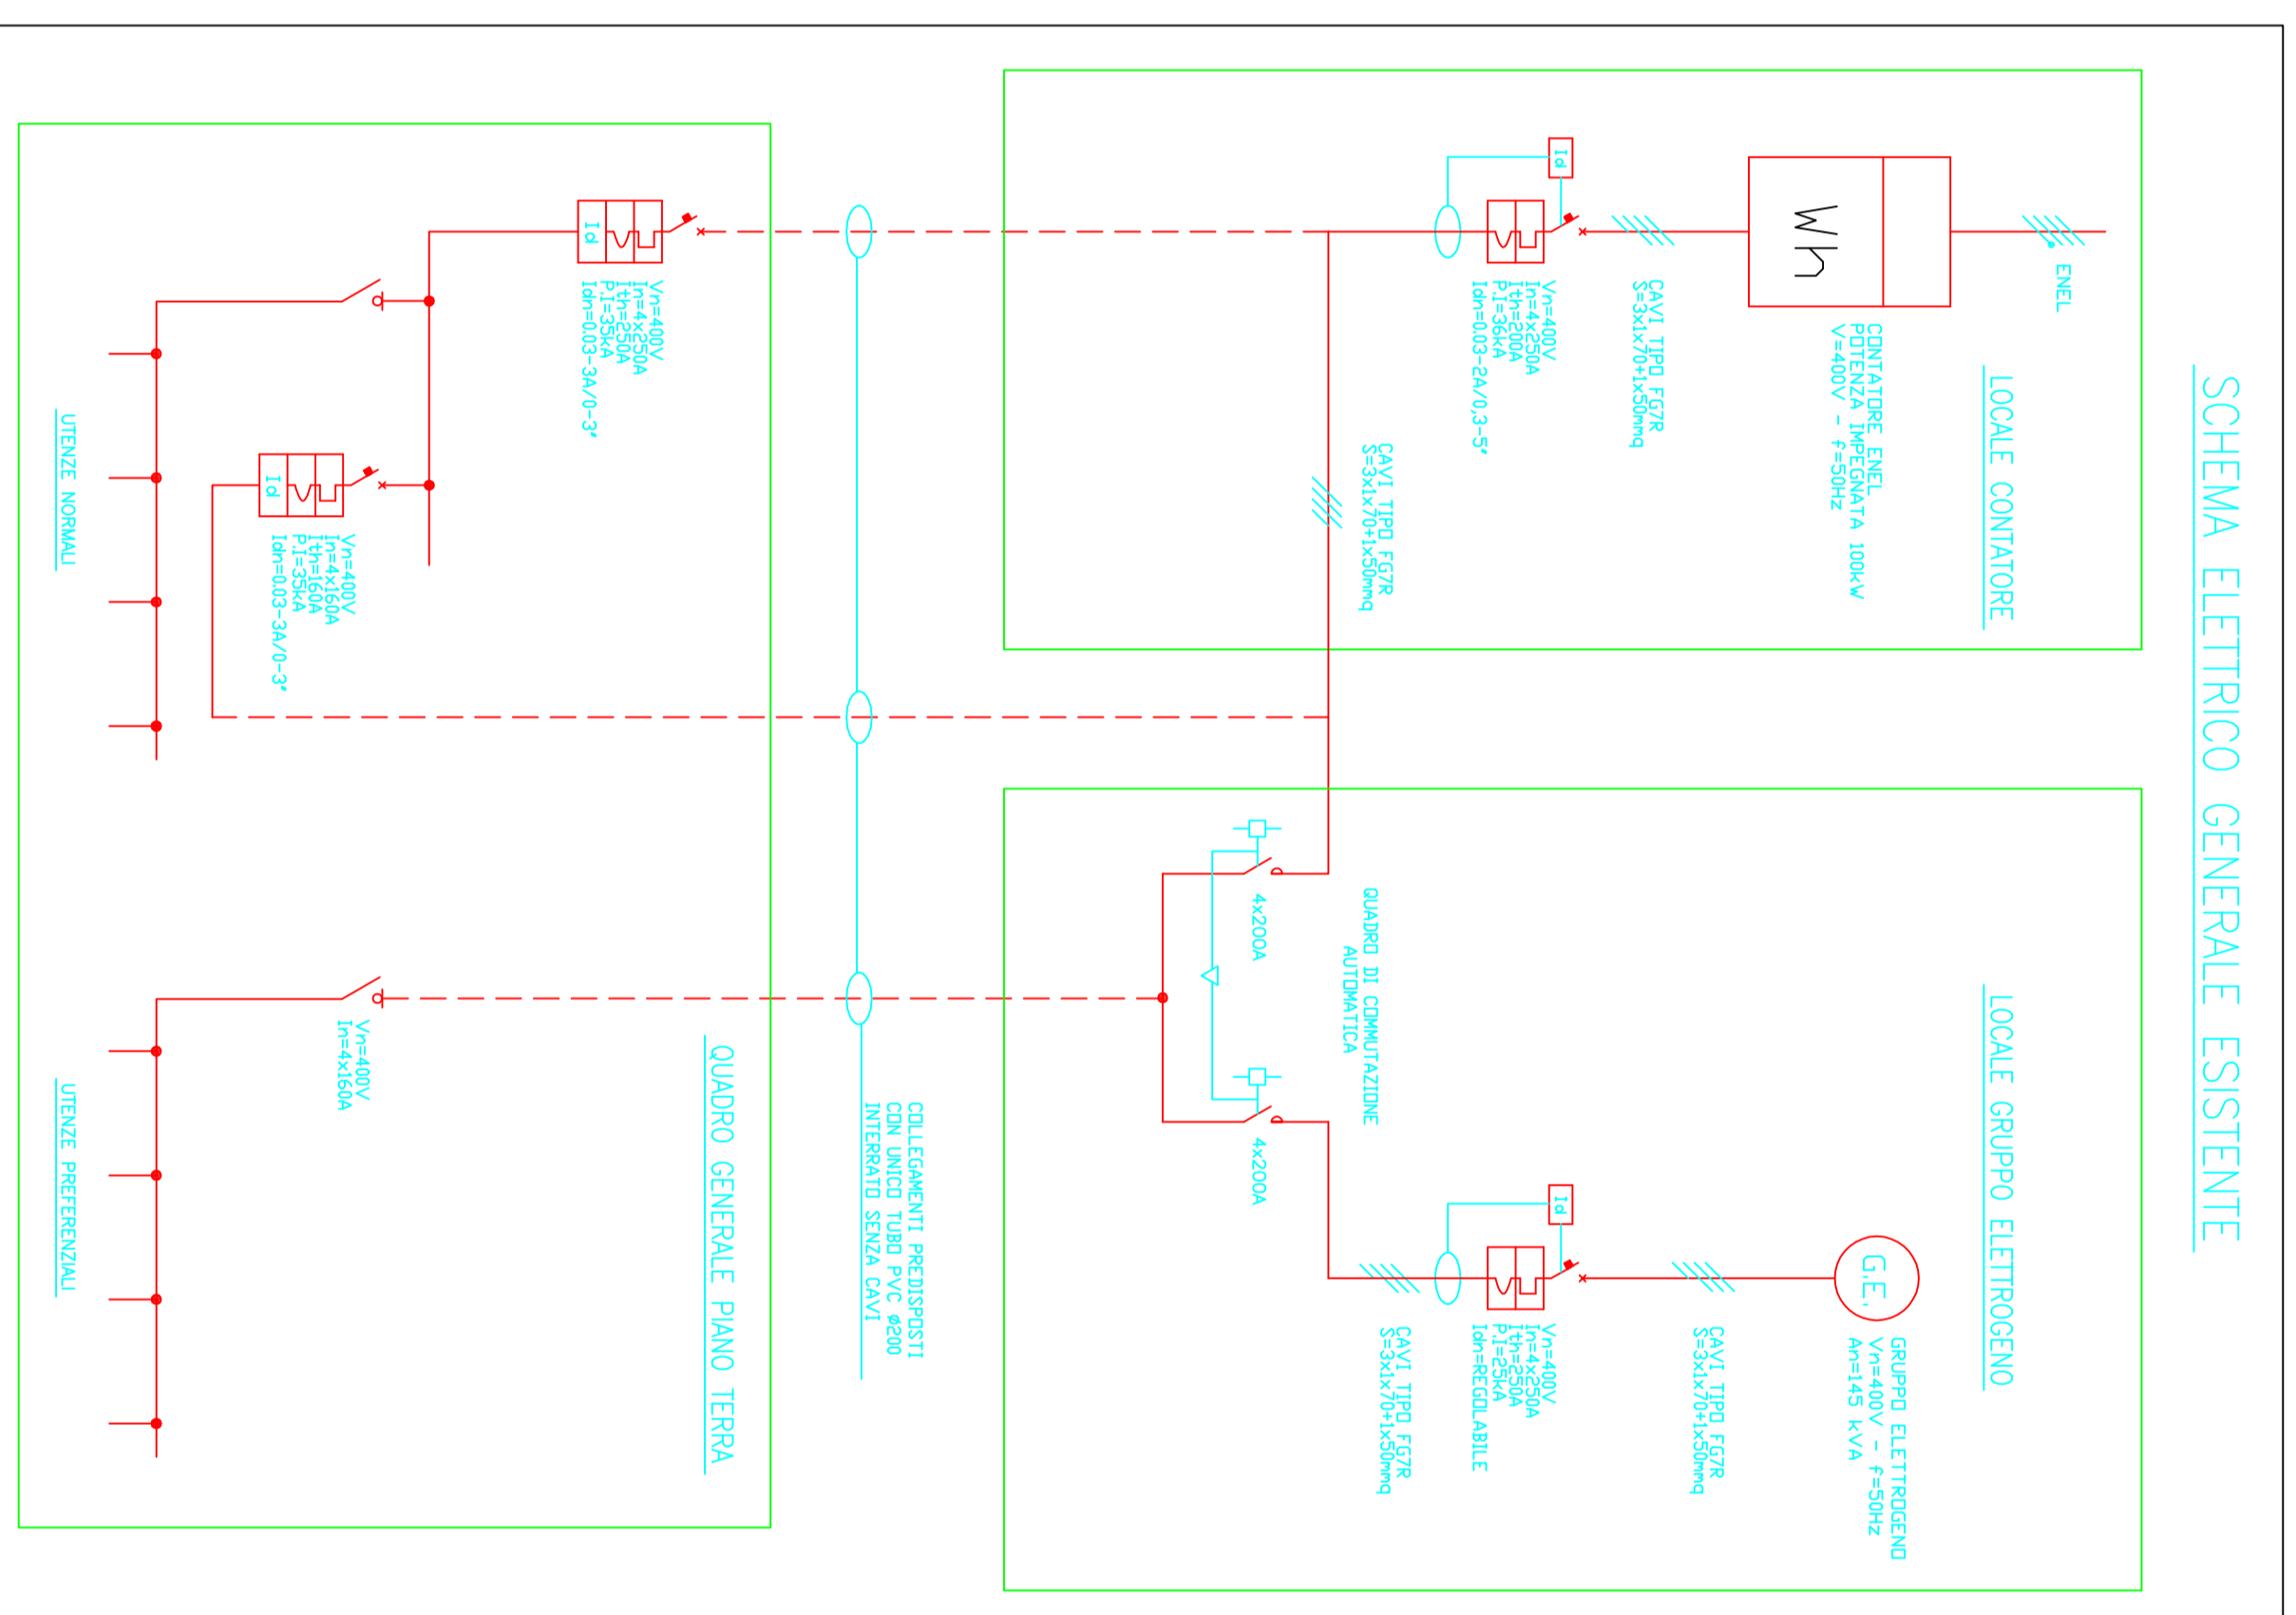 SCHEMA ELETTRICO GENERALE ESISTENTE
LOCALE CONTATORE
ENEL
CONTATORE ENEL
POTENZA IMPEGNATA 100kW
V=400V - f=50Hz
Wh
CAVI TIPO FG7R
S=3x1x70+1x50mmq
Id
Vn=400V
In=4x250A
Ith=200A
P.I=36kA
Idn=0.03-2A/0,3-5"
CAVI TIPO FG7R
S=3x1x70+1x50mmq
LOCALE GRUPPO ELETTROGENO
G.E.
GRUPPO ELETTROGENO
Vn=400V - f=50Hz
An=145 kVA
CAVI TIPO FG7R
S=3x1x70+1x50mmq
Id
Vn=400V
In=4x250A
Ith=250A
P.I=25kA
Idn=REGOLABILE
CAVI TIPO FG7R
S=3x1x70+1x50mmq
QUADRO DI COMMUTAZIONE
AUTOMATICA
4x200A
4x200A
COLLEGAMENTI PREDISPOSTI
CON UNICO TUBO PVC ø200
INTERRATO SENZA CAVI
QUADRO GENERALE PIANO TERRA
Id
Vn=400V
In=4x250A
Ith=250A
P.I=35kA
Idn=0.03-3A/0-3"
Id
Vn=400V
In=4x160A
Ith=160A
P.I=35kA
Idn=0.03-3A/0-3"
Vn=400V
In=4x160A
UTENZE NORMALI
UTENZE PREFERENZIALI